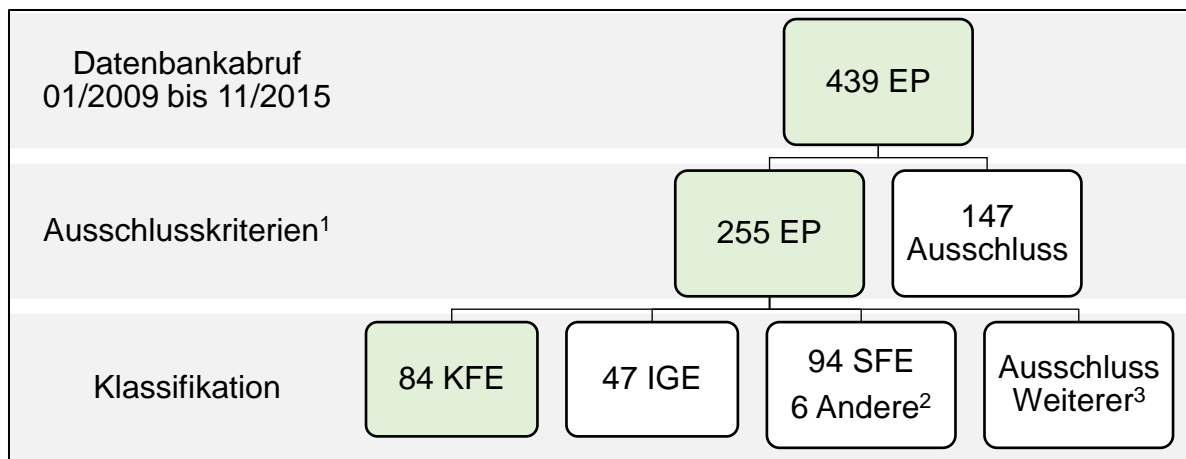 Datenbankabruf
01/2009 bis 11/2015
439 EP
Ausschlusskriterien¹
255 EP
147
Ausschluss
Klassifikation
84 KFE
47 IGE
94 SFE
6 Andere²
Ausschluss
Weiterer³